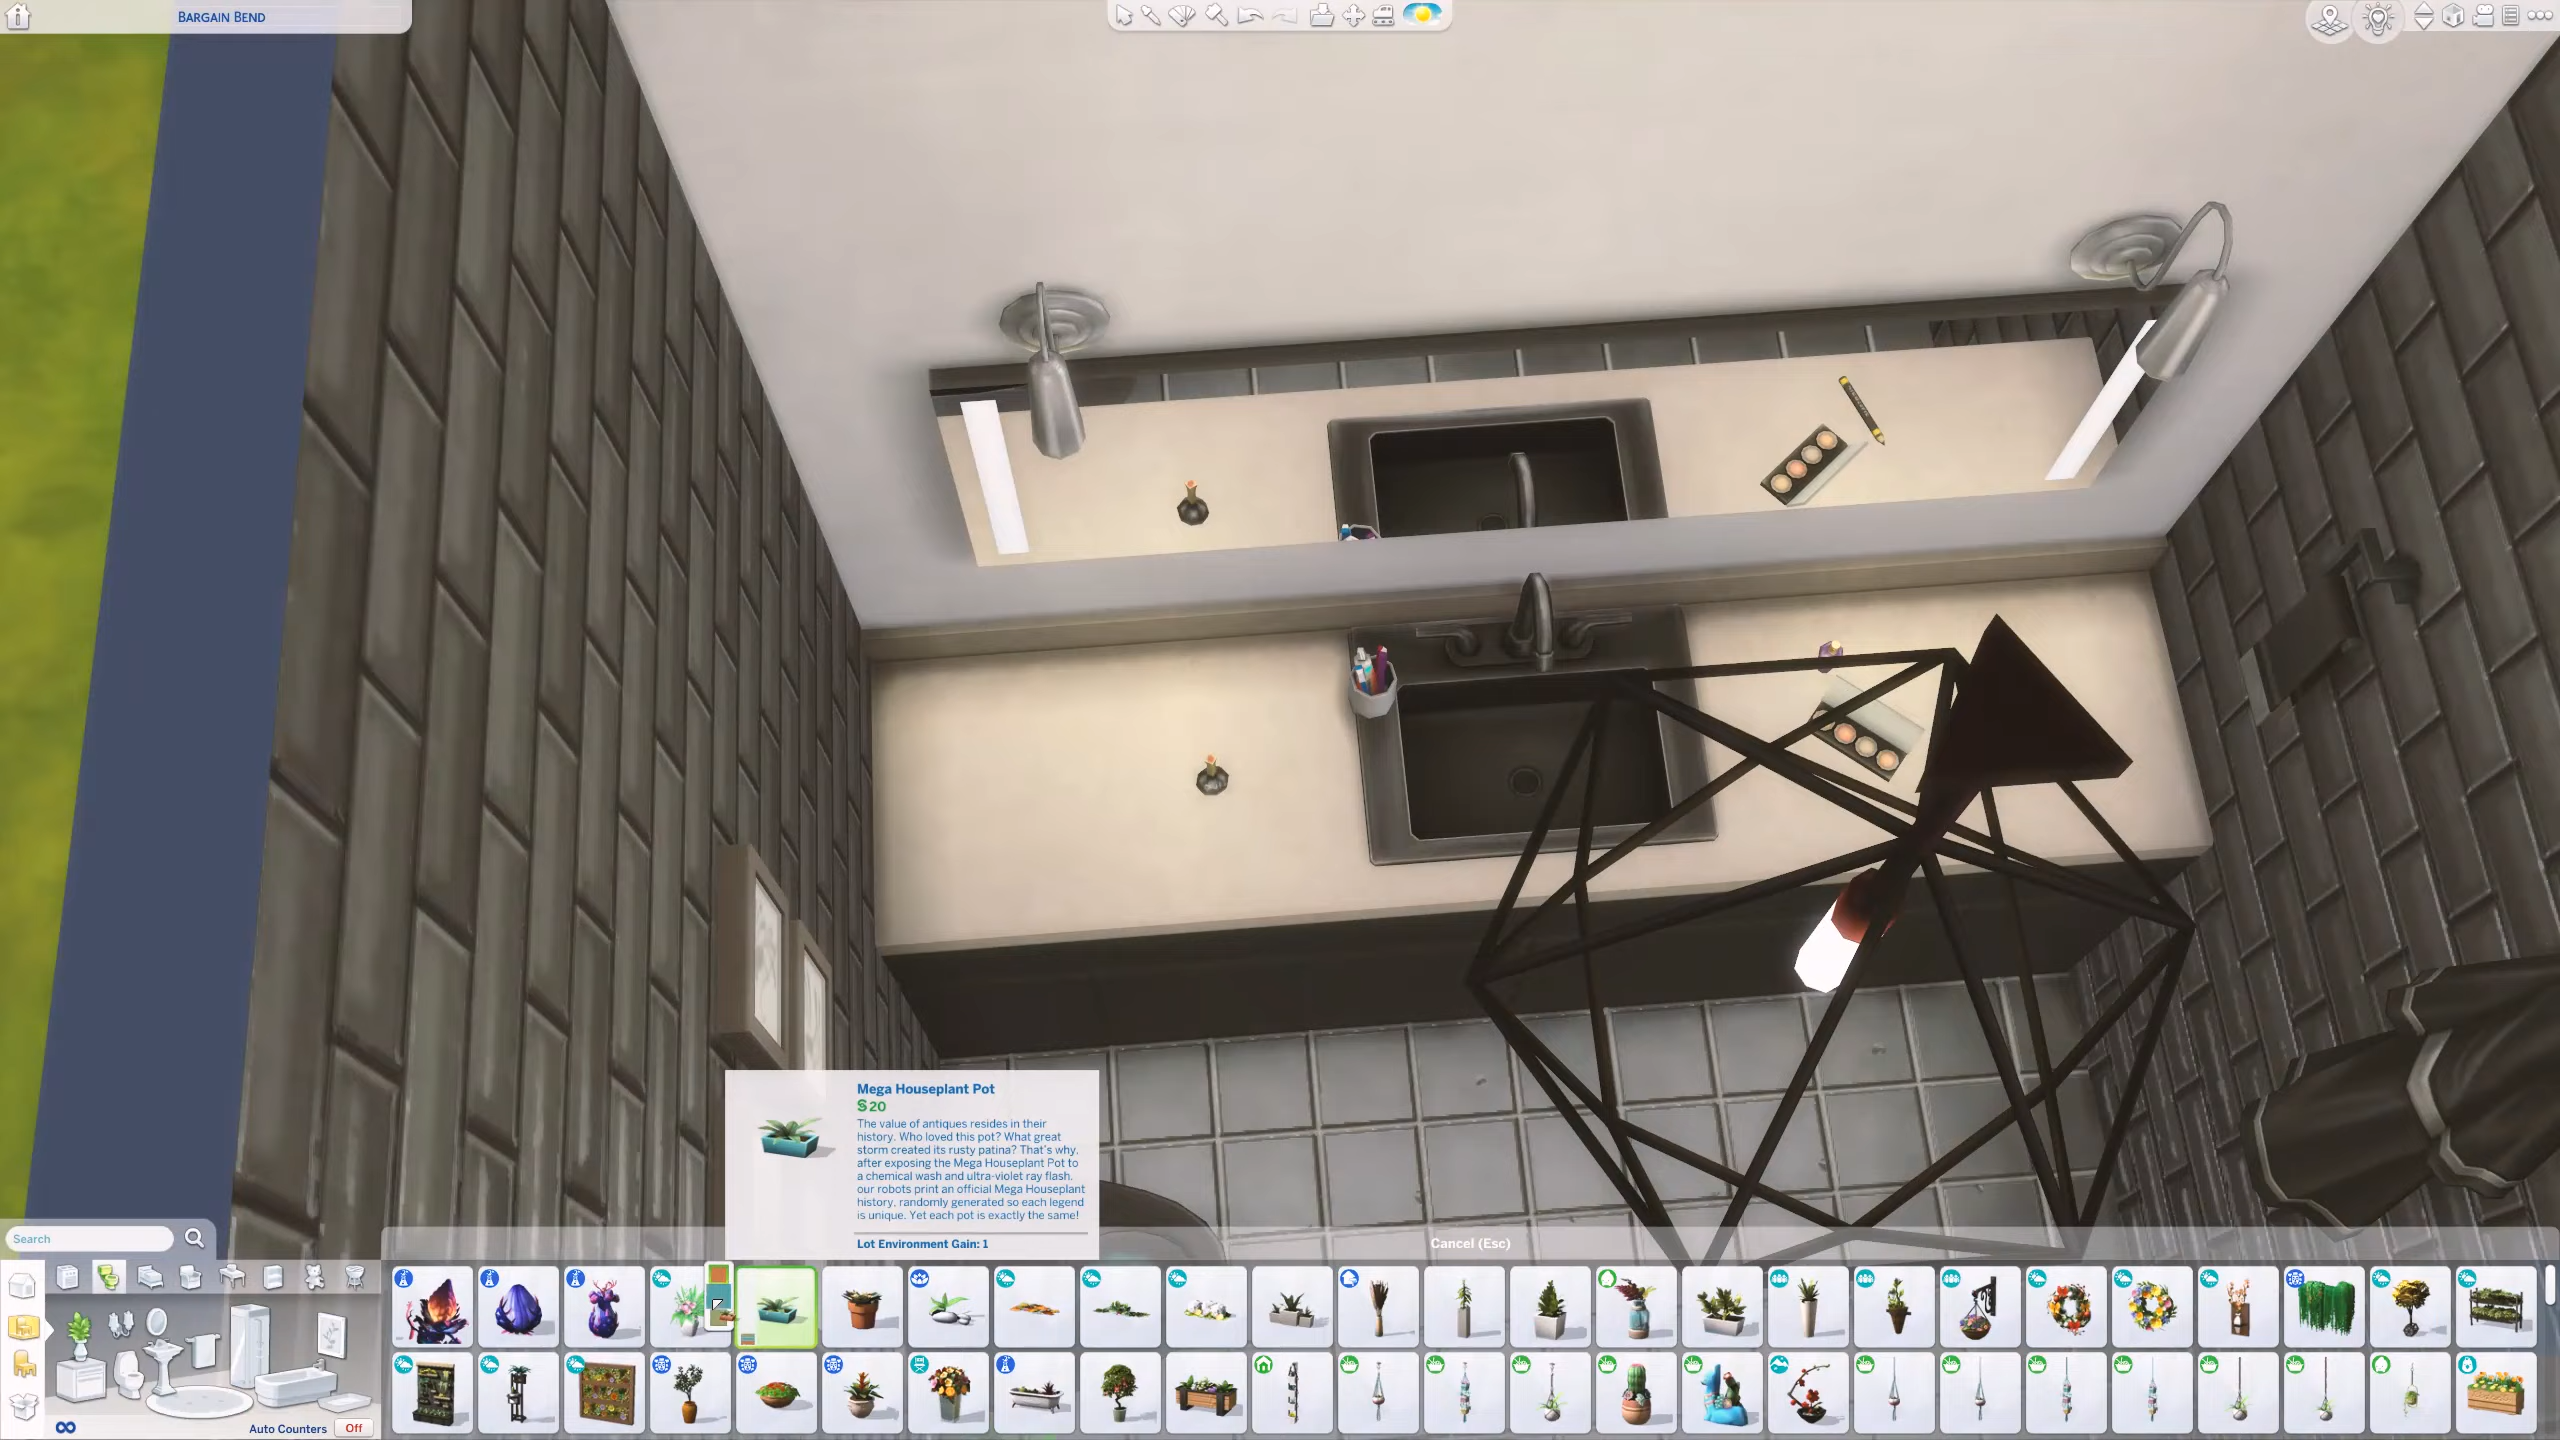 BARGAIN BEND
Mega Houseplant Pot
§20
The value of antiques resides in their
history. Who loved this pot? What great
storm created its rusty patina? That's why,
after exposing the Mega Houseplant Pot to
a chemical wash and ultra-violet ray flash,
our robots print an official Mega Houseplant
history, randomly generated so each legend
is unique. Yet each pot is exactly the same!
Lot Environment Gain: 1
Search
Cancel (Esc)
Auto Counters Off